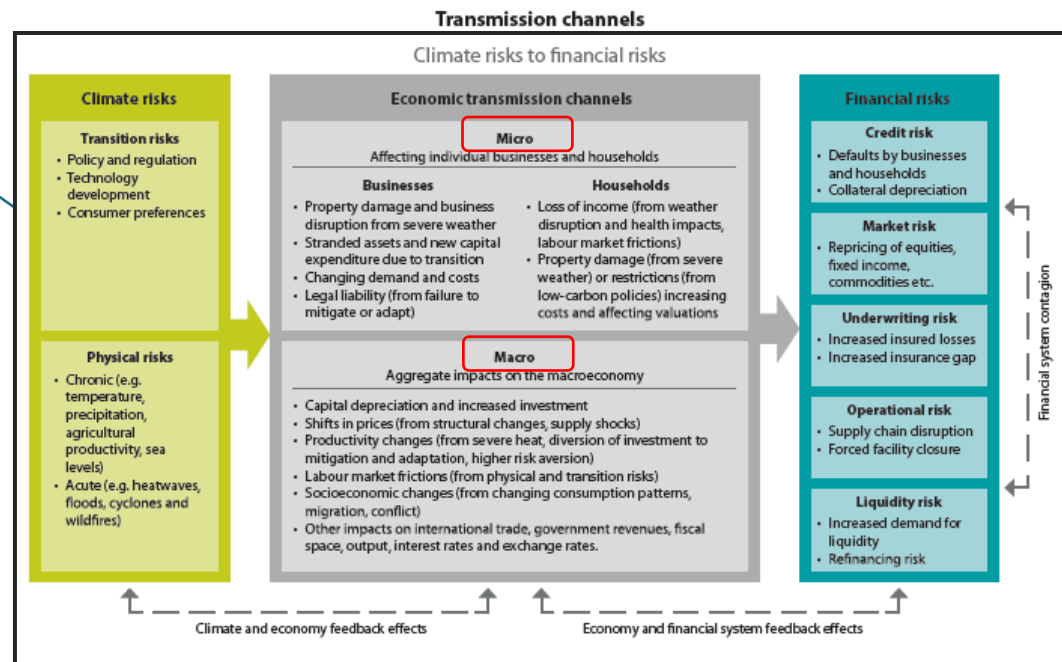 Transmission channels
Climate risks to financial risks
Climate risks
Transition risks
• Policy and regulation
• Technology
development
• Consumer preferences
Physical risks
• Chronic (e.g.
temperature,
precipitation,
agricultural
productivity, sea
levels)
• Acute (e.g. heatwaves,
floods, cyclones and
wildfires)
Economic transmission channels
Micro
Affecting individual businesses and households
Businesses
• Property damage and business
disruption from severe weather
• Stranded assets and new capital
expenditure due to transition
• Changing demand and costs
• Legal liability (from failure to
mitigate or adapt)
Households
• Loss of income (from weather
disruption and health impacts,
labour market frictions)
• Property damage (from severe
weather) or restrictions (from
low-carbon policies) increasing
costs and affecting valuations
Macro
Aggregate impacts on the macroeconomy
• Capital depreciation and increased investment
• Shifts in prices (from structural changes, supply shocks)
• Productivity changes (from severe heat, diversion of investment to
mitigation and adaptation, higher risk aversion)
• Labour market frictions (from physical and transition risks)
• Socioeconomic changes (from changing consumption patterns,
migration, conflict)
• Other impacts on international trade, government revenues, fiscal
space, output, interest rates and exchange rates.
Financial risks
Credit risk
• Defaults by businesses
and households
• Collateral depreciation
Market risk
• Repricing of equities,
fixed income,
commodities etc.
Underwriting risk
• Increased insured losses
• Increased insurance gap
Operational risk
• Supply chain disruption
• Forced facility closure
Liquidity risk
• Increased demand for
liquidity
• Refinancing risk
Financial system contagion
Climate and economy feedback effects
Economy and financial system feedback effects